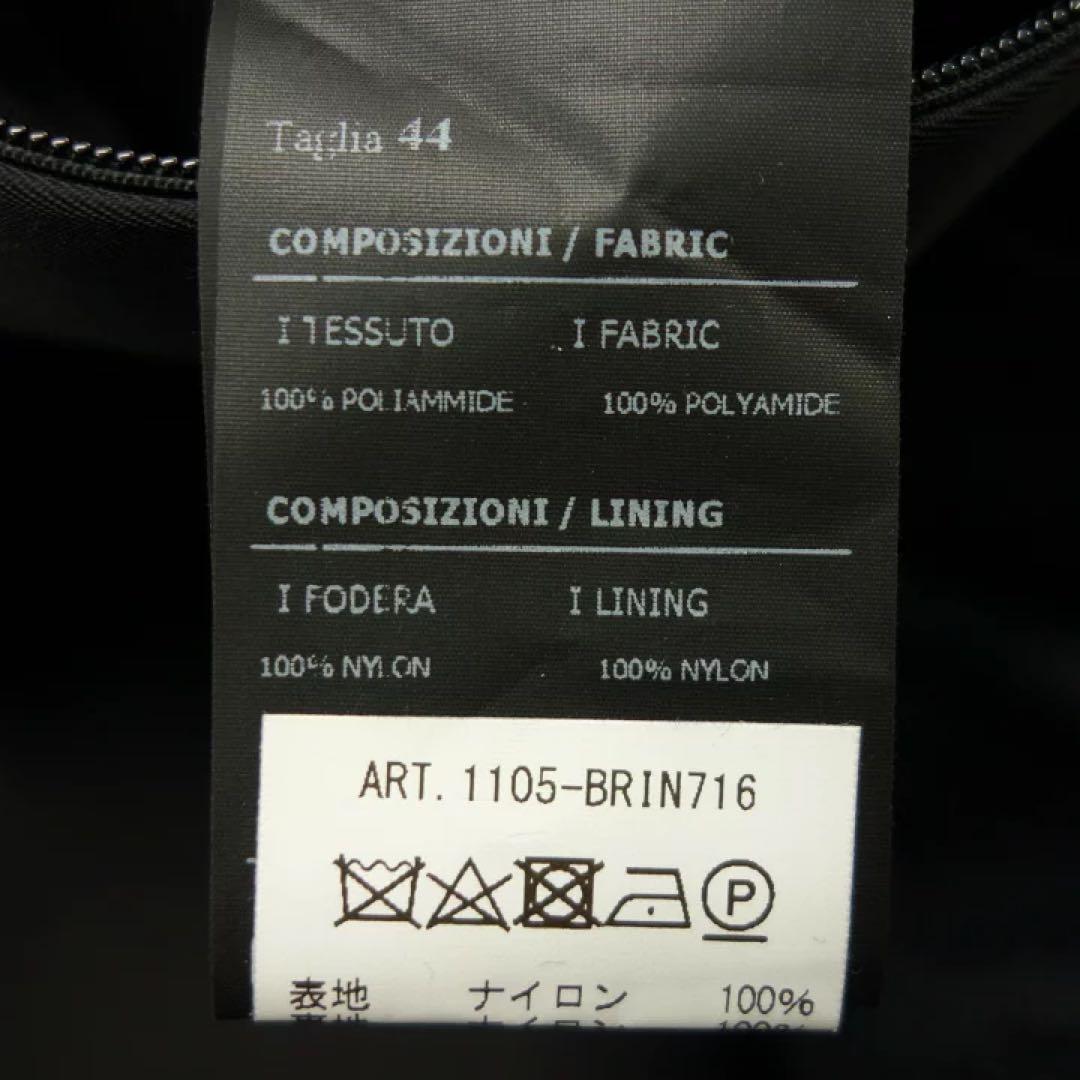 Taglia 44
COMPOSIZIONI / FABRIC
I TESSUTO I FABRIC
100% POLIAMMIDE 100% POLYAMIDE
COMPOSIZIONI / LINING
I FODERA I LINING
100% NYLON 100% NYLON
ART. 1105-BRIN716
P
表地 ナイロン 100%